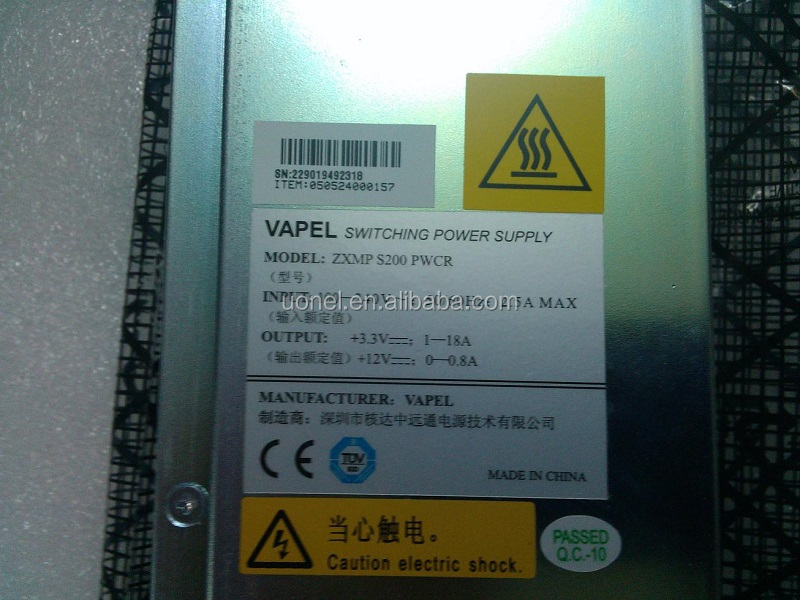 SN:229019492318
ITEM:050524000157
VAPEL SWITCHING POWER SUPPLY
MODEL: ZXMP S200 PWCR
(型号)
INPUT A MAX
uonel.en.alibaba.com
(输入额定值)
OUTPUT: +3.3V⎓; 1—18A
(输出额定值) +12V⎓; 0—0.8A
MANUFACTURER: VAPEL
制造商: 深圳市核达中远通电源技术有限公司
CE TÜV
MADE IN CHINA
当心触电。
Caution electric shock.
PASSED
Q.C.-10